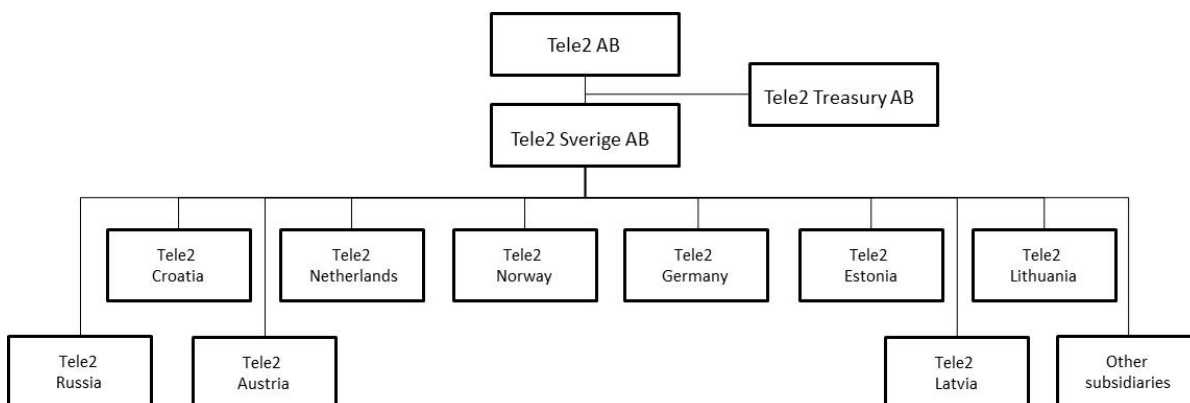 Tele2 AB
Tele2 Treasury AB
Tele2 Sverige AB
Tele2
Croatia
Tele2
Netherlands
Tele2
Norway
Tele2
Germany
Tele2
Estonia
Tele2
Lithuania
Tele2
Russia
Tele2
Austria
Tele2
Latvia
Other
subsidiaries